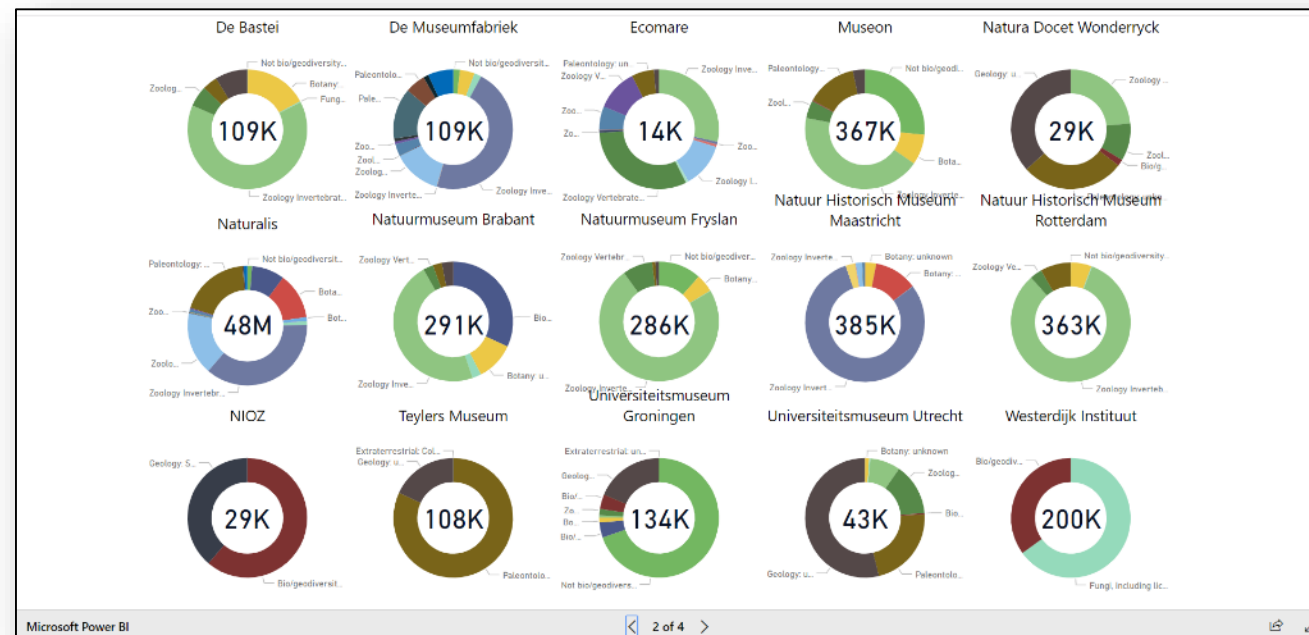 De Bastei
De Museumfabriek
Ecomare
Museon
Natura Docet Wonderryck
Not bio/geodiversity...
Botany...
Fung...
Zoolog...
Zoology Invertebrat...
109K
Not bio/geodiversit...
Paleontolo...
Pale...
Zoo...
Zool...
Zoolog...
Zoology Inverte...
Zoology Inve...
109K
Paleontology: un...
Zoology V...
Zoo...
Zo...
Zoology Vertebrate...
Zoology Inve...
Zoo...
Zoology I...
14K
Paleontology...
Zool...
Not bio/geodi...
Bota...
Zoology Inverte...
367K
Geology: u...
Zoology ...
Zool...
Bio/g...
29K
Naturalis
Natuurmuseum Brabant
Natuurmuseum Fryslan
Natuur Historisch Museum
Maastricht
Natuur Historisch Museum
Rotterdam
Paleontology: ...
Zoo...
Zoolo...
Zoology Invertebr...
Not bio/geodiversit...
Bota...
Bot...
48M
Zoology Vert...
Zoology Inve...
Bio...
Botany: u...
291K
Zoology Vertebr...
Not bio/geodiver...
Botany...
Zoology Inverte...
286K
Zoology Inverte...
Botany: unknown
Botany: ...
Zoology Invert...
385K
Zoology Ve...
Not bio/geodiversity...
Zoology Inverteb...
363K
NIOZ
Teylers Museum
Universiteitsmuseum
Groningen
Universiteitsmuseum Utrecht
Westerdijk Instituut
Geology: S...
Bio/geodiversit...
29K
Extraterrestrial: Col...
Geology: u...
Paleontolo...
108K
Extraterrestrial: un...
Geolog...
Bio/...
Zo...
Bo...
Bio/...
Not bio/geodivers...
134K
Botany: unknown
Zoolog...
Bio...
Paleontolo...
Geology: u...
43K
Bio/geodiv...
Fungi, including lic...
200K
Microsoft Power BI
2 of 4